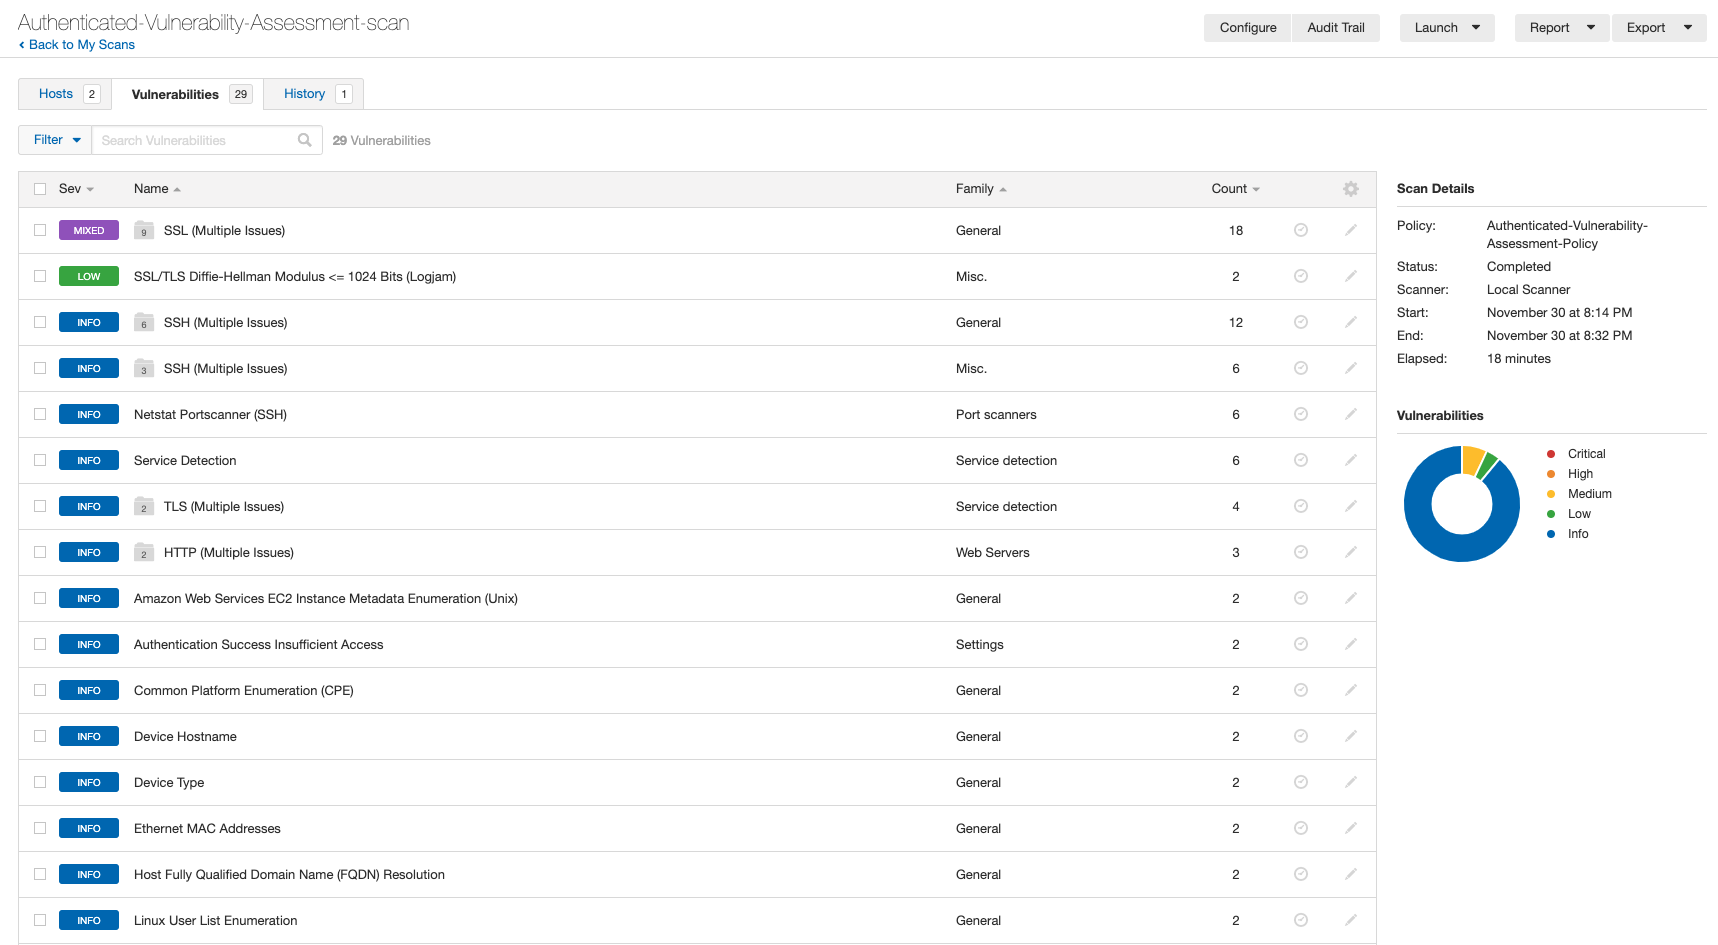 Authenticated-Vulnerability-Assessment-scan
Configure Audit Trail Launch Report Export
Back to My Scans
Hosts 2 Vulnerabilities 29 History 1
Filter Search Vulnerabilities 29 Vulnerabilities
Sev Name Family Count
MIXED 9 SSL (Multiple Issues) General 18
LOW SSL/TLS Diffie-Hellman Modulus <= 1024 Bits (Logjam) Misc. 2
INFO 6 SSH (Multiple Issues) General 12
INFO 3 SSH (Multiple Issues) Misc. 6
INFO Netstat Portscanner (SSH) Port scanners 6
INFO Service Detection Service detection 6
INFO 2 TLS (Multiple Issues) Service detection 4
INFO 2 HTTP (Multiple Issues) Web Servers 3
INFO Amazon Web Services EC2 Instance Metadata Enumeration (Unix) General 2
INFO Authentication Success Insufficient Access Settings 2
INFO Common Platform Enumeration (CPE) General 2
INFO Device Hostname General 2
INFO Device Type General 2
INFO Ethernet MAC Addresses General 2
INFO Host Fully Qualified Domain Name (FQDN) Resolution General 2
INFO Linux User List Enumeration General 2
Scan Details
Policy: Authenticated-Vulnerability-
Assessment-Policy
Status: Completed
Scanner: Local Scanner
Start: November 30 at 8:14 PM
End: November 30 at 8:32 PM
Elapsed: 18 minutes
Vulnerabilities
Critical
High
Medium
Low
Info